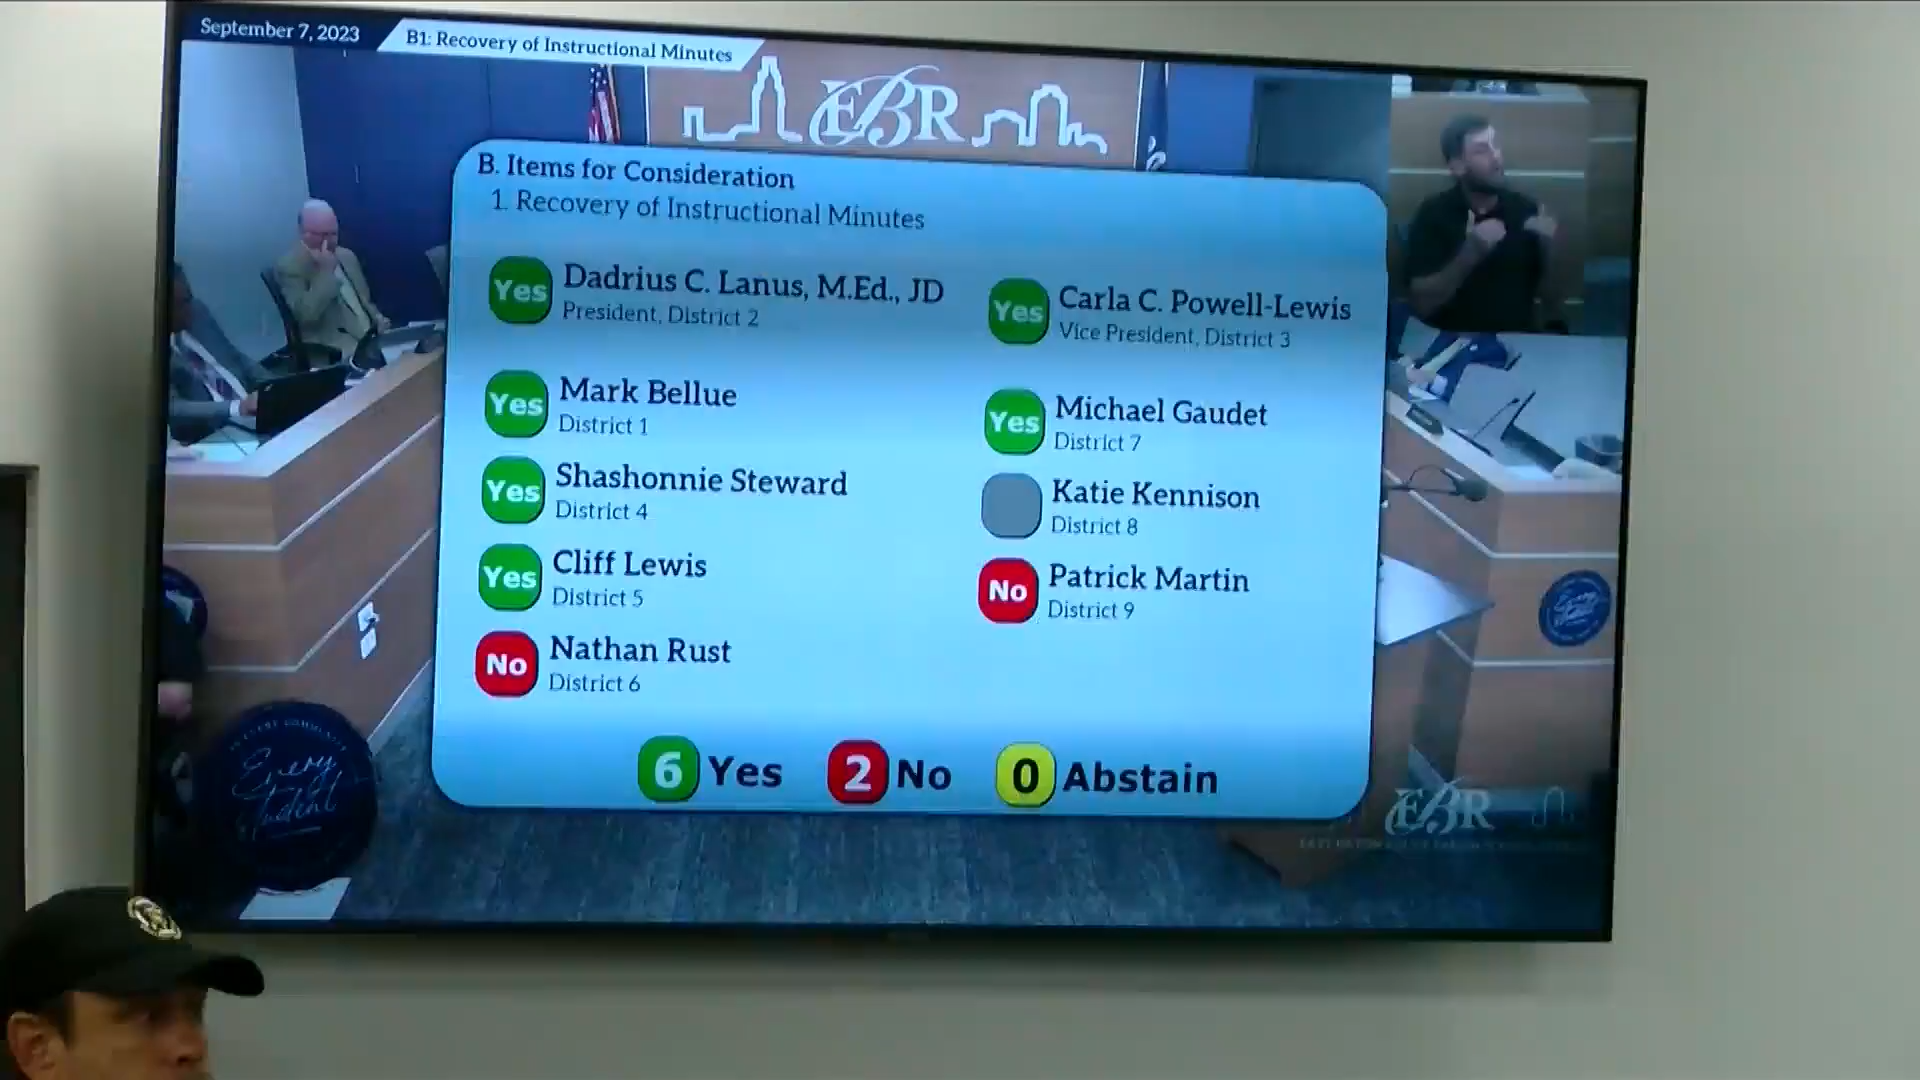 September 7, 2023
B1: Recovery of Instructional Minutes
EBR
B. Items for Consideration
1. Recovery of Instructional Minutes
Yes Dadrius C. Lanus, M.Ed., JD
President, District 2
Yes Carla C. Powell-Lewis
Vice President, District 3
Yes Mark Bellue
District 1
Yes Michael Gaudet
District 7
Yes Shashonnie Steward
District 4
Katie Kennison
District 8
Yes Cliff Lewis
District 5
No Patrick Martin
District 9
No Nathan Rust
District 6
6 Yes 2 No 0 Abstain
Every
Student
EBR